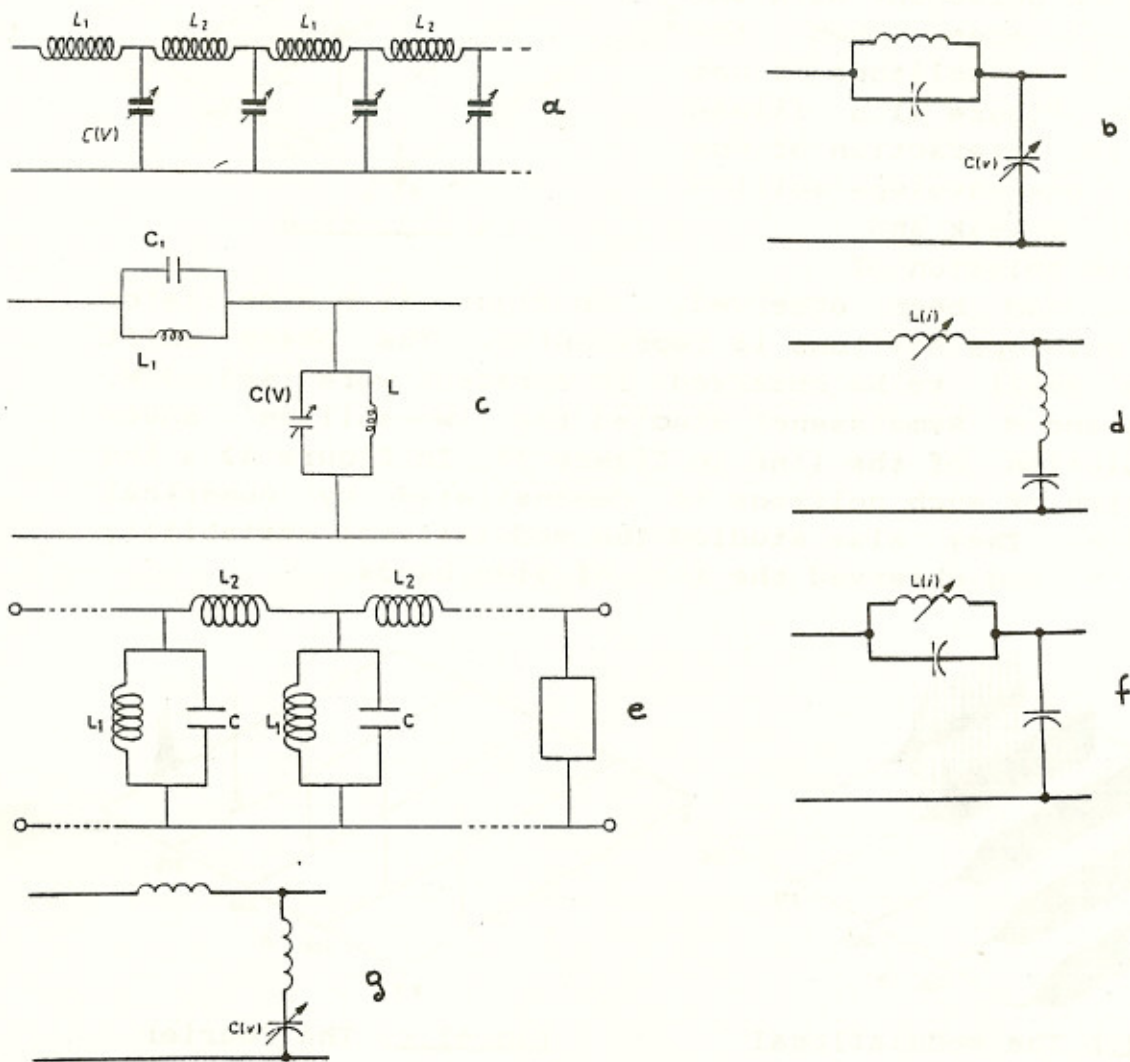 L₁ L₂ L₁ L₂
C(V)
a
C(v)
b
C₁
L₁
C(V) L
c
L(i)
d
L₂ L₂
L₁ C L₁ C
e
L(i)
f
C(v)
g